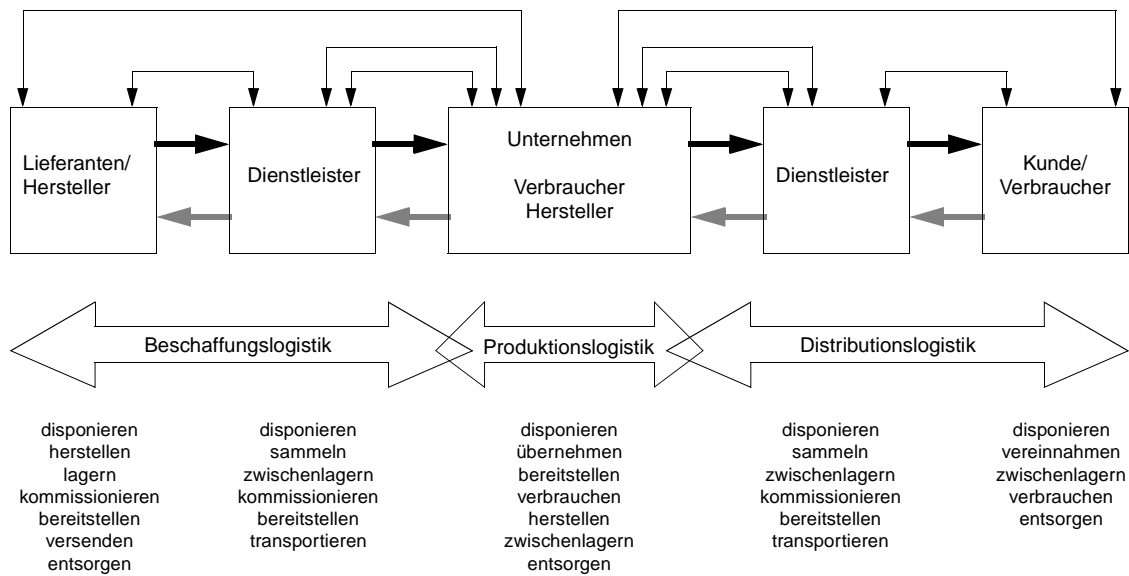 Lieferanten/
Hersteller
Dienstleister
Unternehmen
Verbraucher
Hersteller
Dienstleister
Kunde/
Verbraucher
Beschaffungslogistik
Produktionslogistik
Distributionslogistik
disponieren
herstellen
lagern
kommissionieren
bereitstellen
versenden
entsorgen
disponieren
sammeln
zwischenlagern
kommissionieren
bereitstellen
transportieren
disponieren
übernehmen
bereitstellen
verbrauchen
herstellen
zwischenlagern
entsorgen
disponieren
sammeln
zwischenlagern
kommissionieren
bereitstellen
transportieren
disponieren
vereinnahmen
zwischenlagern
verbrauchen
entsorgen